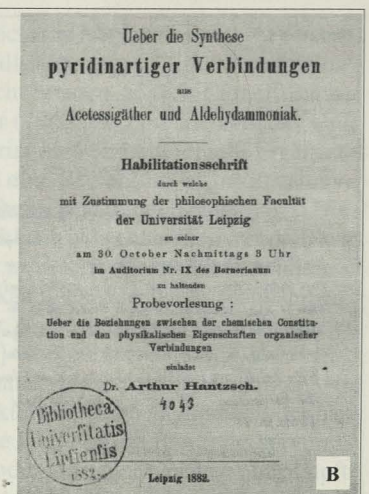 Ueber die Synthese
pyridinartiger Verbindungen
aus
Acetessigäther und Aldehydammoniak.
Habilitationsschrift
durch welche
mit Zustimmung der philosophischen Facultät
der Universität Leipzig
zu seiner
am 30. October Nachmittags 3 Uhr
im Auditorium Nr. IX des Bornerianum
zu haltenden
Probevorlesung :
Ueber die Beziehungen zwischen der chemischen Constitu-
tion und den physikalischen Eigenschaften organischer
Verbindungen
einladet
Dr. Arthur Hantzsch.
4043
Bibliotheca
Universitatis
Lipsiensis
1882.
Leipzig 1882.
B